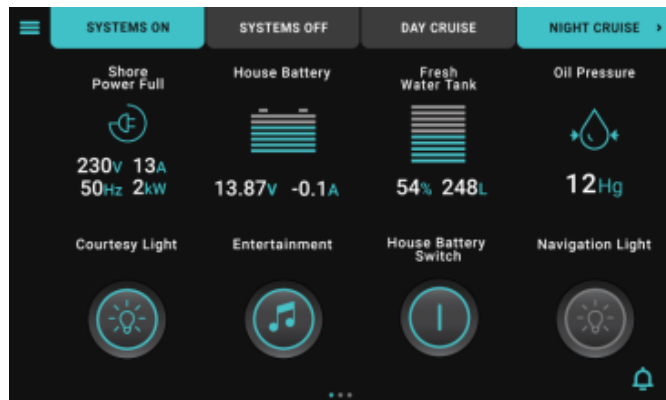 SYSTEMS ON SYSTEMS OFF DAY CRUISE NIGHT CRUISE
Shore
Power Full
House Battery
Fresh
Water Tank
Oil Pressure
230V 13A
50Hz 2kW
13.87V -0.1A
54% 248L
12Hg
Courtesy Light
Entertainment
House Battery
Switch
Navigation Light